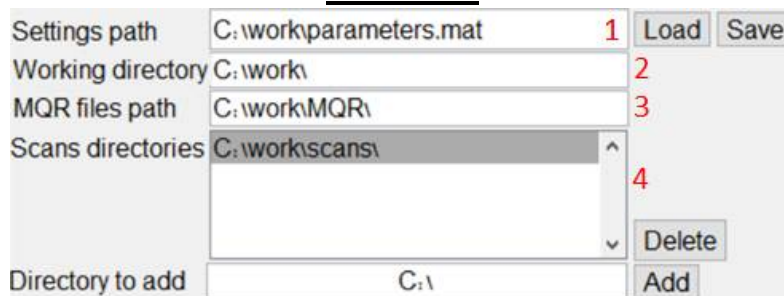 Settings path C:\work\parameters.mat 1 Load Save
Working directory C:\work\ 2
MQR files path C:\work\MQR\ 3
Scans directories C:\work\scans\
4
Delete
Directory to add C:\ Add